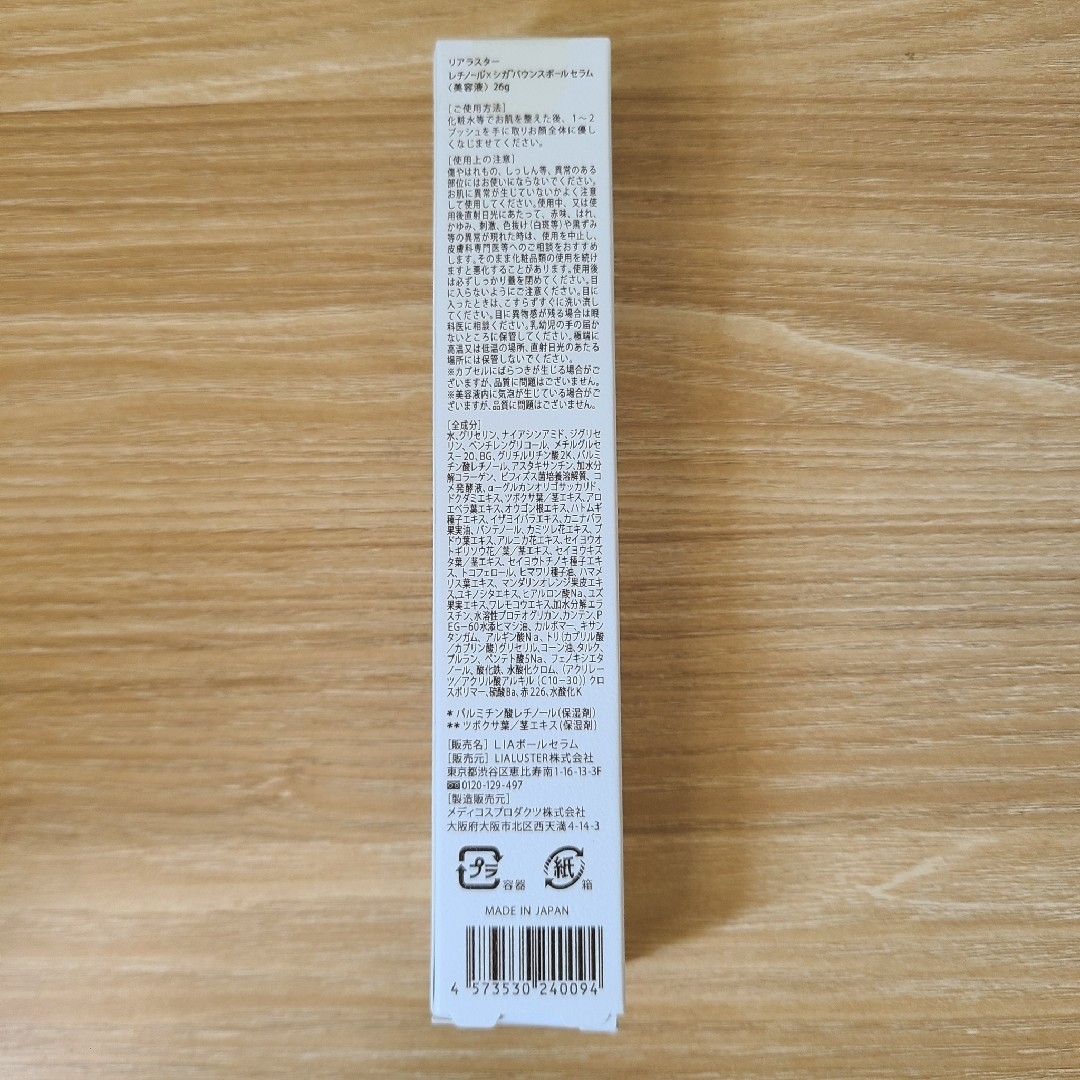 リアラスター
レチノール*×シカ**バウンスボールセラム
〈美容液〉 26g
[ご使用方法]
化粧水等でお肌を整えた後、1〜2
プッシュを手に取りお顔全体に優し
くなじませてください。
[使用上の注意]
傷やはれもの、しっしん等、異常のある
部位にはお使いにならないでください。
お肌に異常が生じていないかよく注意
して使用してください。使用中、又は使
用後直射日光にあたって、赤味、はれ、
かゆみ、刺激、色抜け(白斑等)や黒ずみ
等の異常が現れた時は、使用を中止し、
皮膚科専門医等へのご相談をおすすめ
します。そのまま化粧品類の使用を続け
ますと悪化することがあります。使用後
は必ずしっかり蓋を閉めてください。目
に入らないようにご注意ください。目に
入ったときは、こすらずすぐに洗い流し
てください。目に異物感が残る場合は眼
科医に相談ください。乳幼児の手の届か
ないところに保管してください。極端に
高温又は低温の場所、直射日光のあたる
場所には保管しないでください。
※カプセルにばらつきが生じる場合がご
ざいますが、品質に問題はございません。
※美容液内に気泡が生じている場合がご
ざいますが、品質に問題はございません。
[全成分]
水、グリセリン、ナイアシンアミド、ジグリセ
リン、ペンチレングリコール、メチルグルセ
ス－20、BG、グリチルリチン酸2K、パルミ
チン酸レチノール、アスタキサンチン、加水分
解コラーゲン、ビフィズス菌培養溶解質、コ
メ発酵液、α－グルカンオリゴサッカリド、
ドクダミエキス、ツボクサ葉／茎エキス、アロ
エベラ葉エキス、オウゴン根エキス、ハトムギ
種子エキス、イザヨイバラエキス、カニナバラ
果実油、パンテノール、カミツレ花エキス、ブ
ドウ葉エキス、アルニカ花エキス、セイヨウオ
トギリソウ花／葉／茎エキス、セイヨウキズ
タ葉／茎エキス、セイヨウトチノキ種子エキ
ス、トコフェロール、ヒマワリ種子油、ハマメ
リス葉エキス、マンダリンオレンジ果皮エキ
ス、ユキノシタエキス、ヒアルロン酸Na、ユズ
果実エキス、ワレモコウエキス、加水分解エラ
スチン、水溶性プロテオグリカン、カンテン、P
EG－60水添ヒマシ油、カルボマー、キサン
タンガム、アルギン酸Na、トリ(カプリル酸
／カプリン酸)グリセリル、コーン油、タルク、
プルラン、ペンテト酸5Na、フェノキシエタ
ノール、酸化鉄、水酸化クロム、(アクリレー
ツ／アクリル酸アルキル(C10－30))クロ
スポリマー、硫酸Ba、赤226、水酸化K
* パルミチン酸レチノール(保湿剤)
** ツボクサ葉／茎エキス(保湿剤)
[販売名] LIAボールセラム
[販売元] LIALUSTER株式会社
東京都渋谷区恵比寿南1-16-13-3F
0120-129-497
[製造販売元]
メディコスプロダクツ株式会社
大阪府大阪市北区西天満4-14-3
プラ 容器 紙 箱
MADE IN JAPAN
4 573530 240094